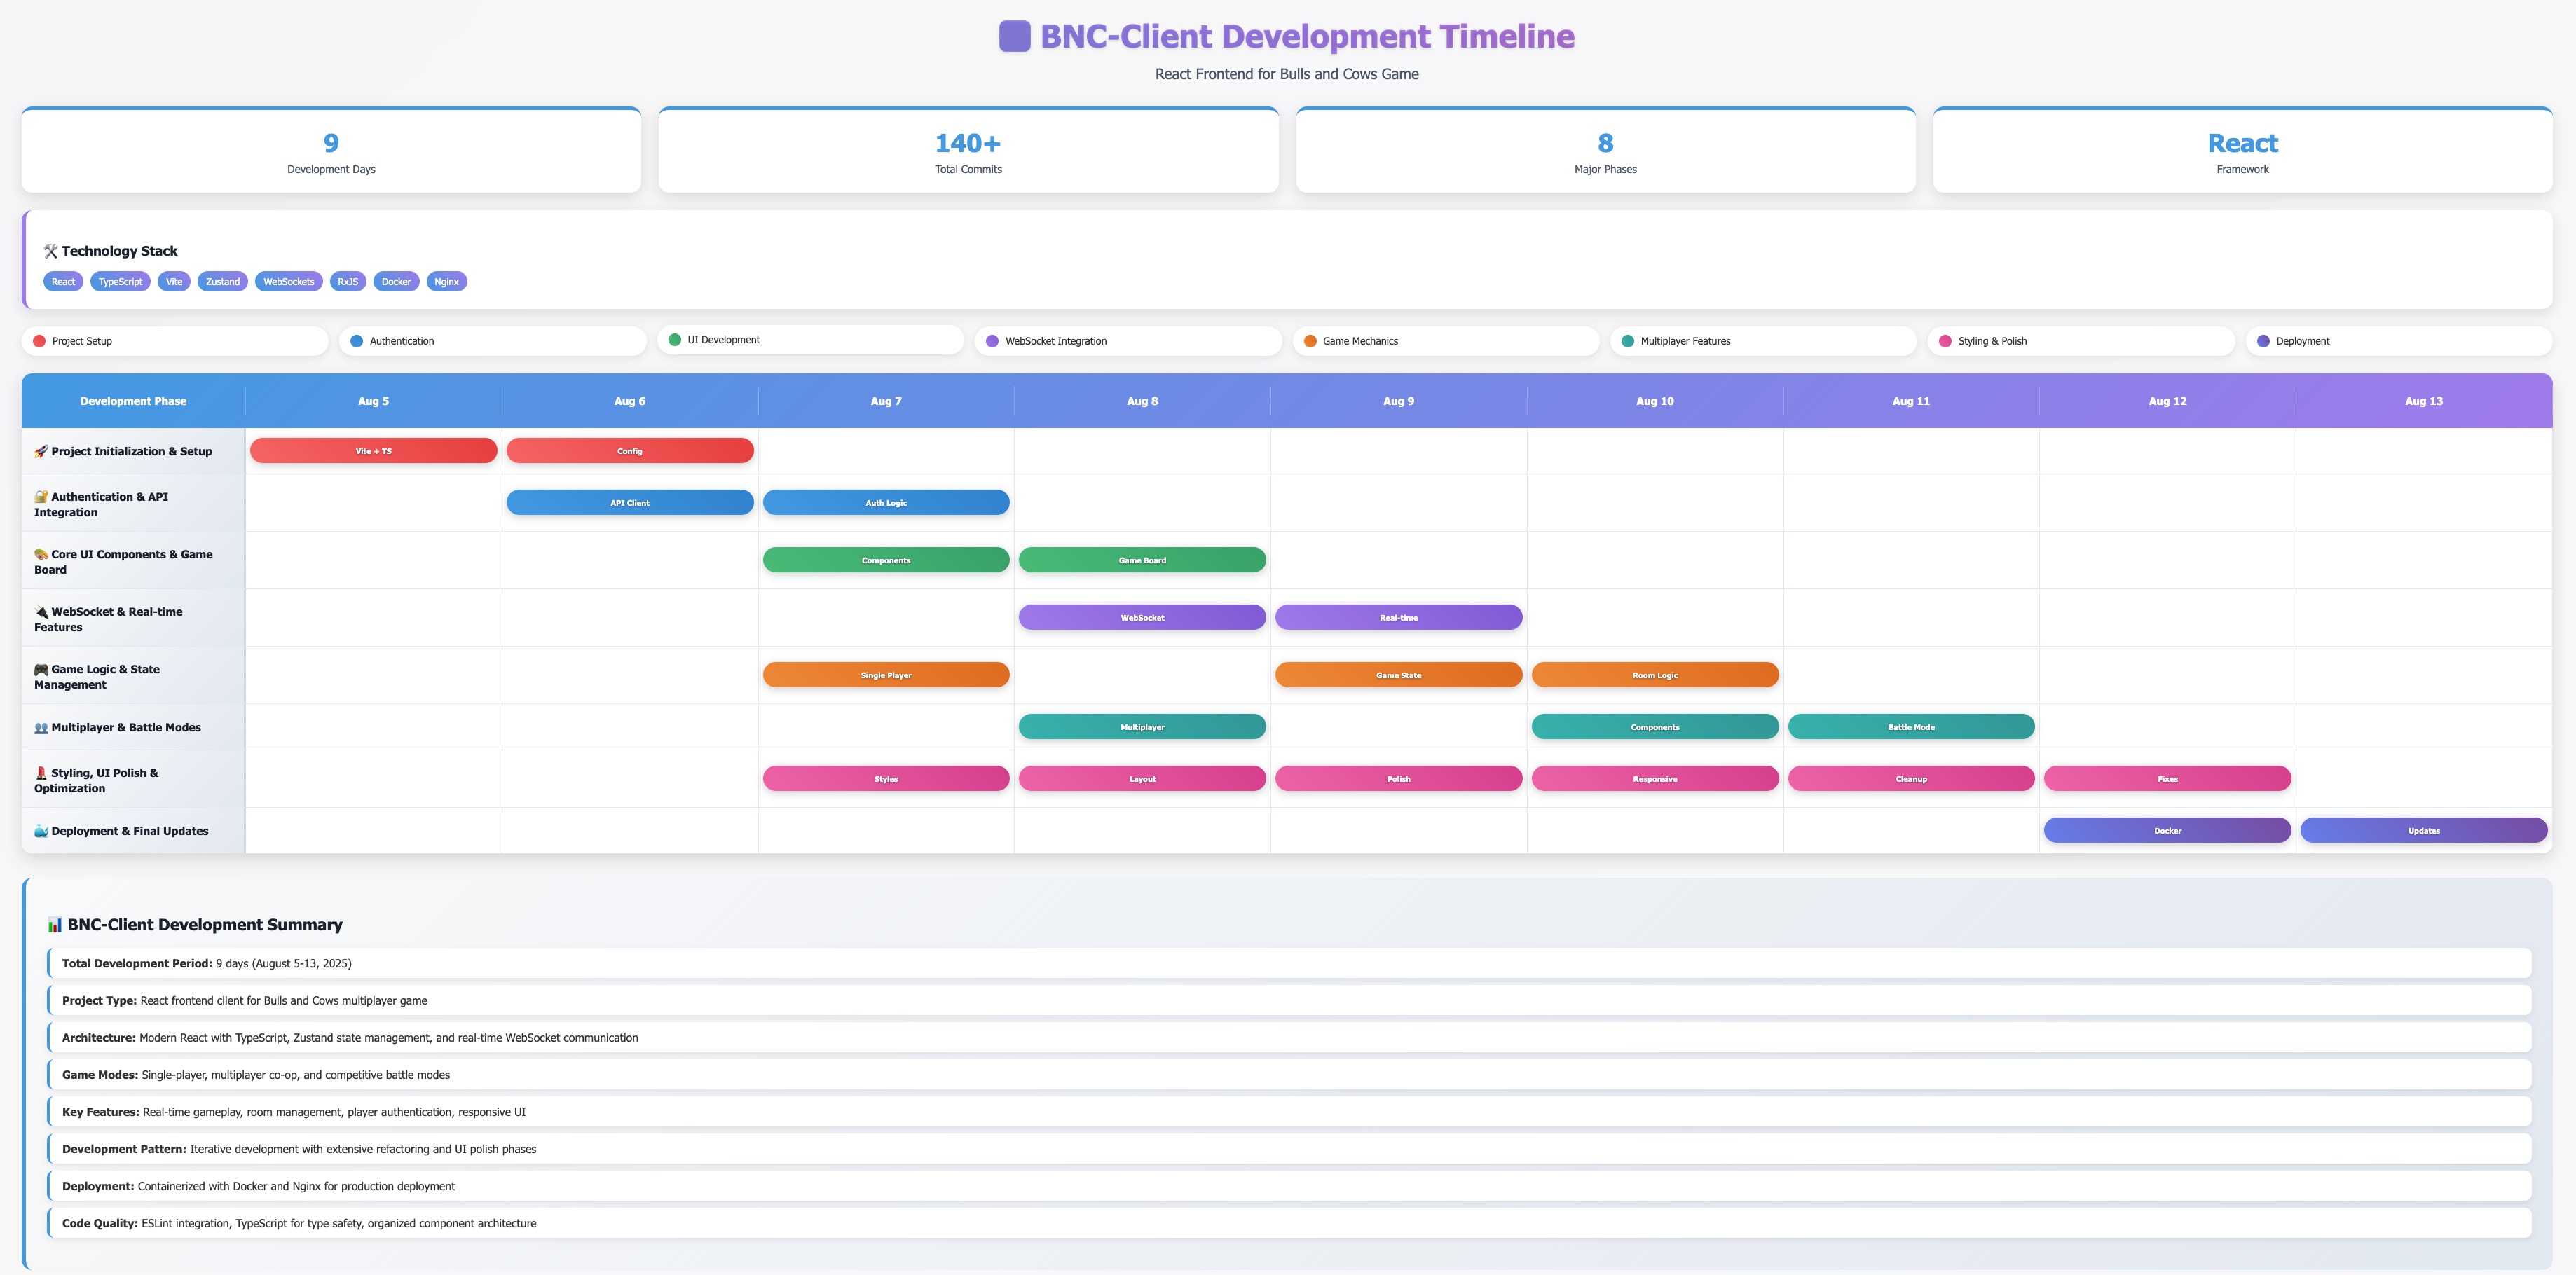 BNC-Client Development Timeline
React Frontend for Bulls and Cows Game
9
Development Days
140+
Total Commits
8
Major Phases
React
Framework
🛠️ Technology Stack
React TypeScript Vite Zustand WebSockets RxJS Docker Nginx
Project Setup
Authentication
UI Development
WebSocket Integration
Game Mechanics
Multiplayer Features
Styling & Polish
Deployment
Development Phase Aug 5 Aug 6 Aug 7 Aug 8 Aug 9 Aug 10 Aug 11 Aug 12 Aug 13
🚀 Project Initialization & Setup
Vite + TS Config
🔐 Authentication & API
Integration
API Client Auth Logic
🎨 Core UI Components & Game
Board
Components Game Board
🔌 WebSocket & Real-time
Features
WebSocket Real-time
🎮 Game Logic & State
Management
Single Player Game State Room Logic
👥 Multiplayer & Battle Modes
Multiplayer Components Battle Mode
💄 Styling, UI Polish &
Optimization
Styles Layout Polish Responsive Cleanup Fixes
🐳 Deployment & Final Updates
Docker Updates
📊 BNC-Client Development Summary
Total Development Period: 9 days (August 5-13, 2025)
Project Type: React frontend client for Bulls and Cows multiplayer game
Architecture: Modern React with TypeScript, Zustand state management, and real-time WebSocket communication
Game Modes: Single-player, multiplayer co-op, and competitive battle modes
Key Features: Real-time gameplay, room management, player authentication, responsive UI
Development Pattern: Iterative development with extensive refactoring and UI polish phases
Deployment: Containerized with Docker and Nginx for production deployment
Code Quality: ESLint integration, TypeScript for type safety, organized component architecture